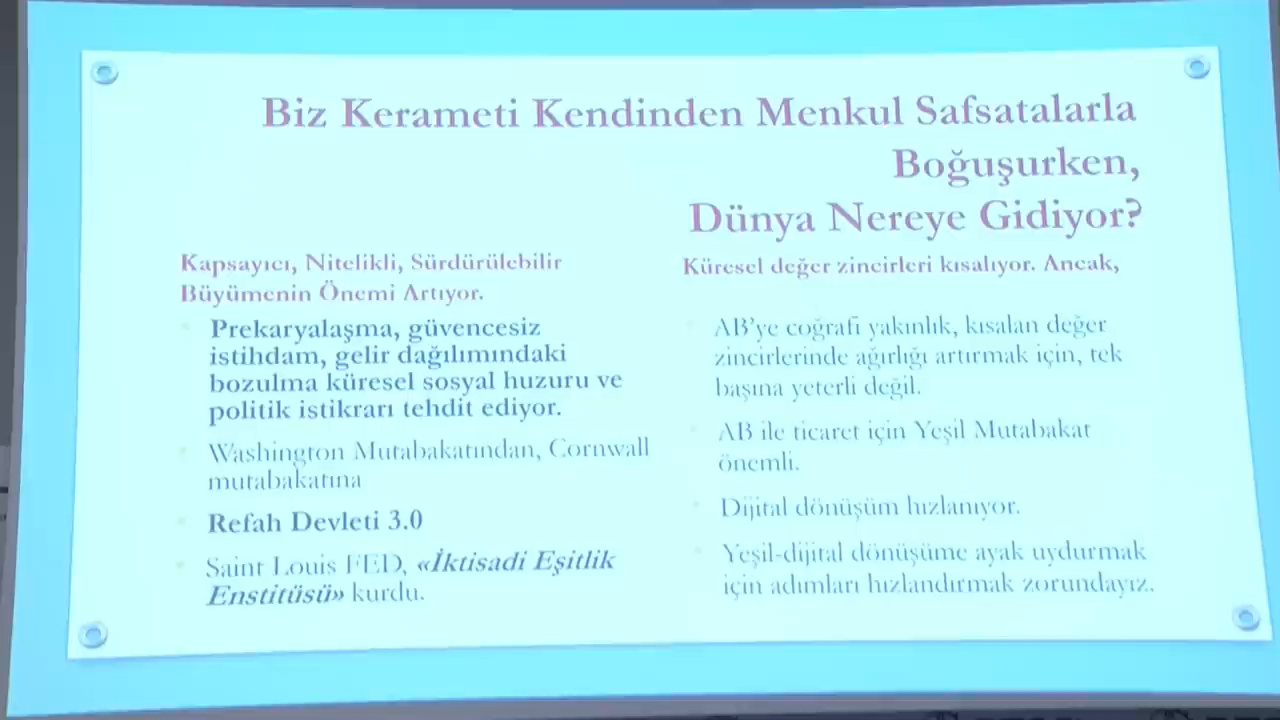 Biz Kerameti Kendinden Menkul Safsatalarla
Boğuşurken,
Dünya Nereye Gidiyor?
Kapsayıcı, Nitelikli, Sürdürülebilir
Büyümenin Önemi Artıyor.
Prekaryalaşma, güvencesiz
istihdam, gelir dağılımındaki
bozulma küresel sosyal huzuru ve
politik istikrarı tehdit ediyor.
Washington Mutabakatından, Cornwall
mutabakatına
Refah Devleti 3.0
Saint Louis FED, «İktisadi Eşitlik
Enstitüsü» kurdu.
Küresel değer zincirleri kısalıyor. Ancak,
AB’ye coğrafi yakınlık, kısalan değer
zincirlerinde ağırlığı artırmak için, tek
başına yeterli değil.
AB ile ticaret için Yeşil Mutabakat
önemli.
Dijital dönüşüm hızlanıyor.
Yeşil-dijital dönüşüme ayak uydurmak
için adımları hızlandırmak zorundayız.